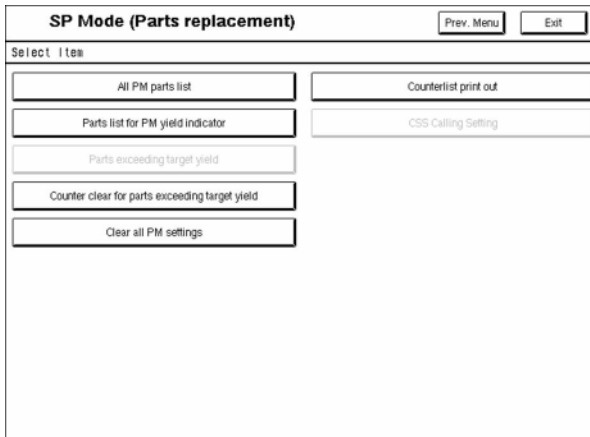 SP Mode (Parts replacement)
Prev. Menu
Exit
Select Item
All PM parts list
Counterlist print out
Parts list for PM yield indicator
CSS Calling Setting
Parts exceeding target yield
Counter clear for parts exceeding target yield
Clear all PM settings